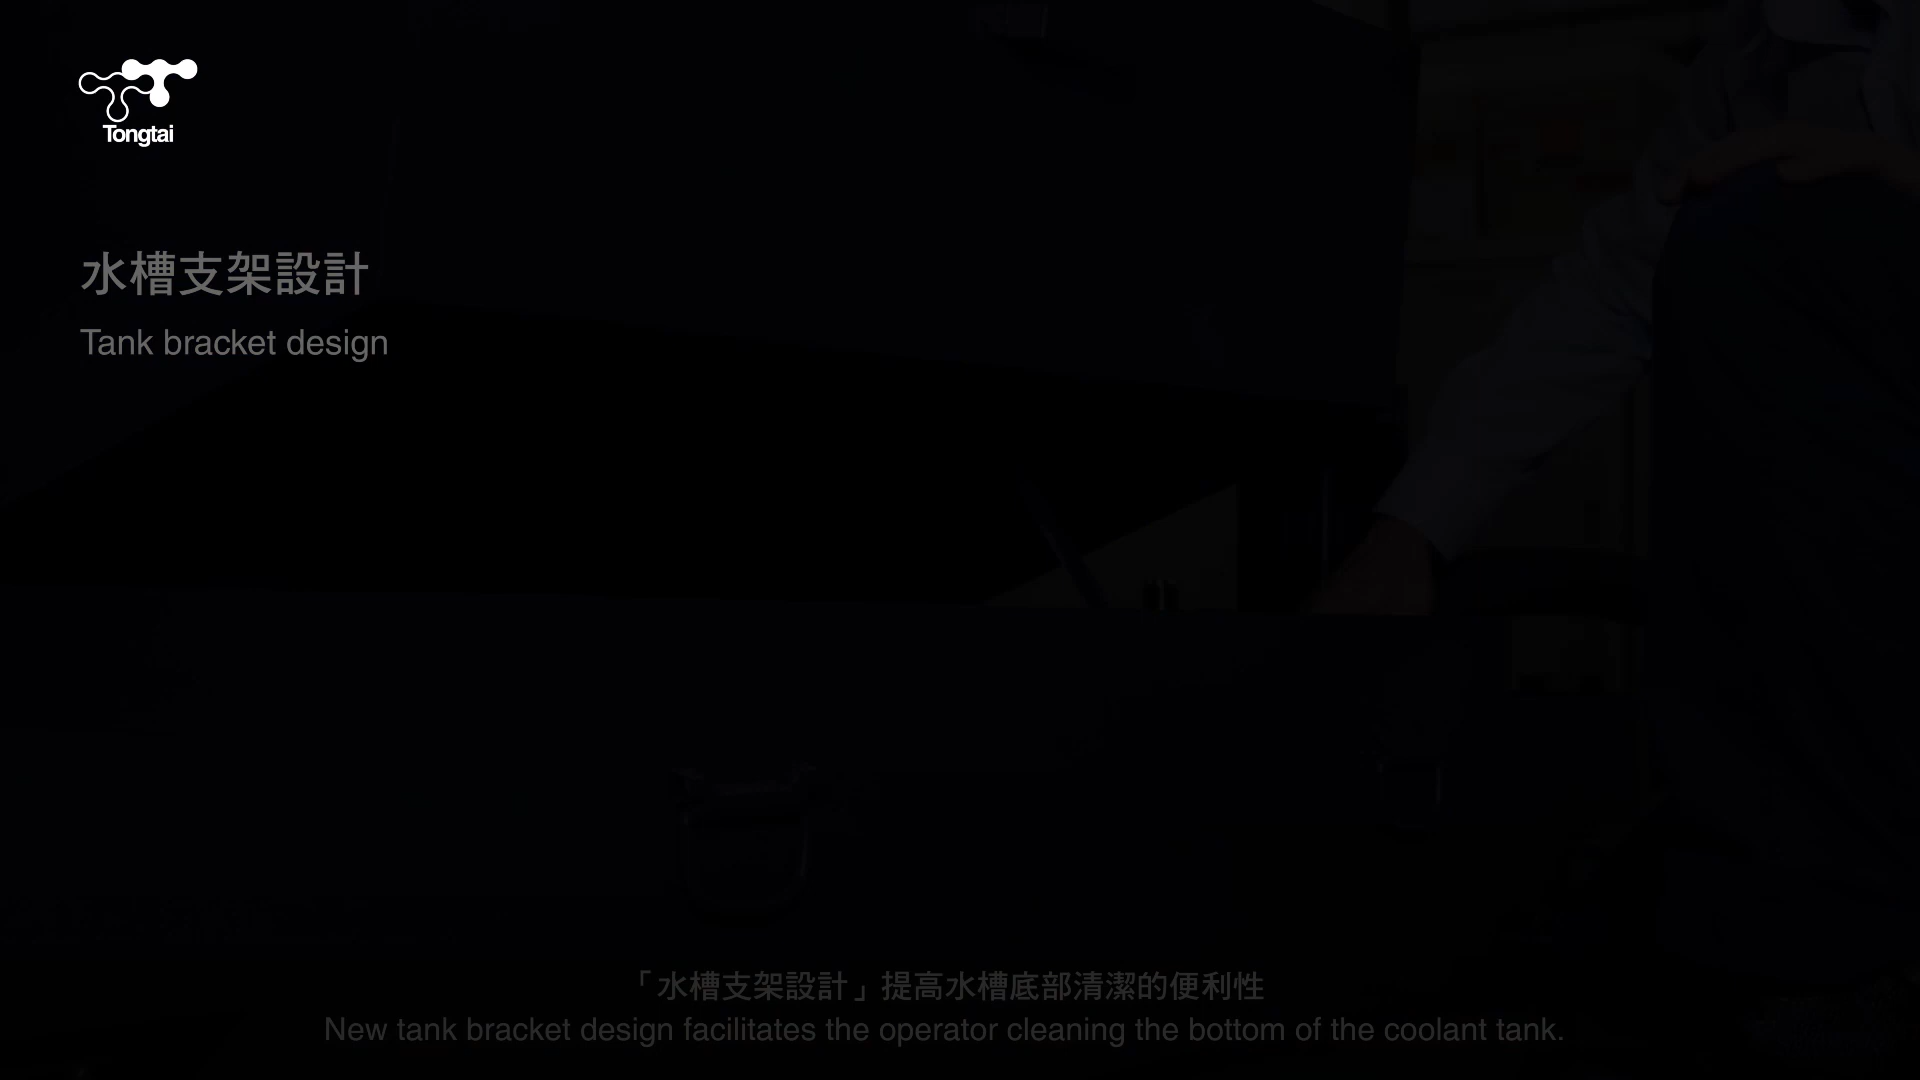 Tongtai
水槽支架設計
Tank bracket design
「水槽支架設計」提高水槽底部清潔的便利性
New tank bracket design facilitates the operator cleaning the bottom of the coolant tank.